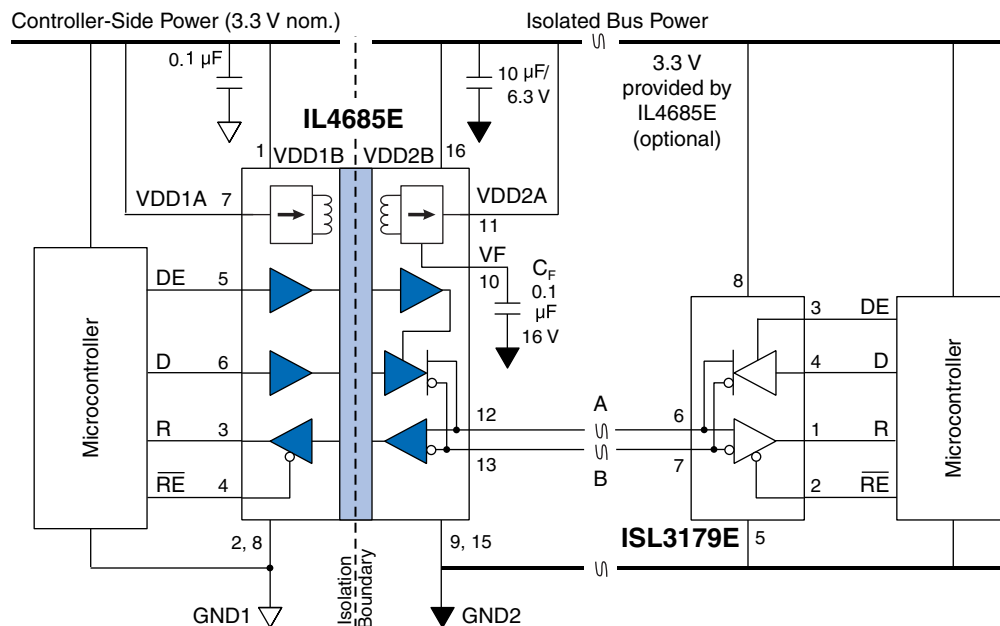 Controller-Side Power (3.3 V nom.)
Isolated Bus Power
0.1 µF
10 µF/
6.3 V
3.3 V
provided by
IL4685E
(optional)
IL4685E
1
VDD1B
VDD2B
16
VDD1A
7
VDD2A
11
VF
10
CF
0.1
µF
16 V
8
DE
5
3
DE
D
6
4
D
Microcontroller
Microcontroller
R
3
12
A
6
1
R
13
B
7
RE
4
2
RE
2, 8
9, 15
ISL3179E
5
Isolation
Boundary
GND1
GND2